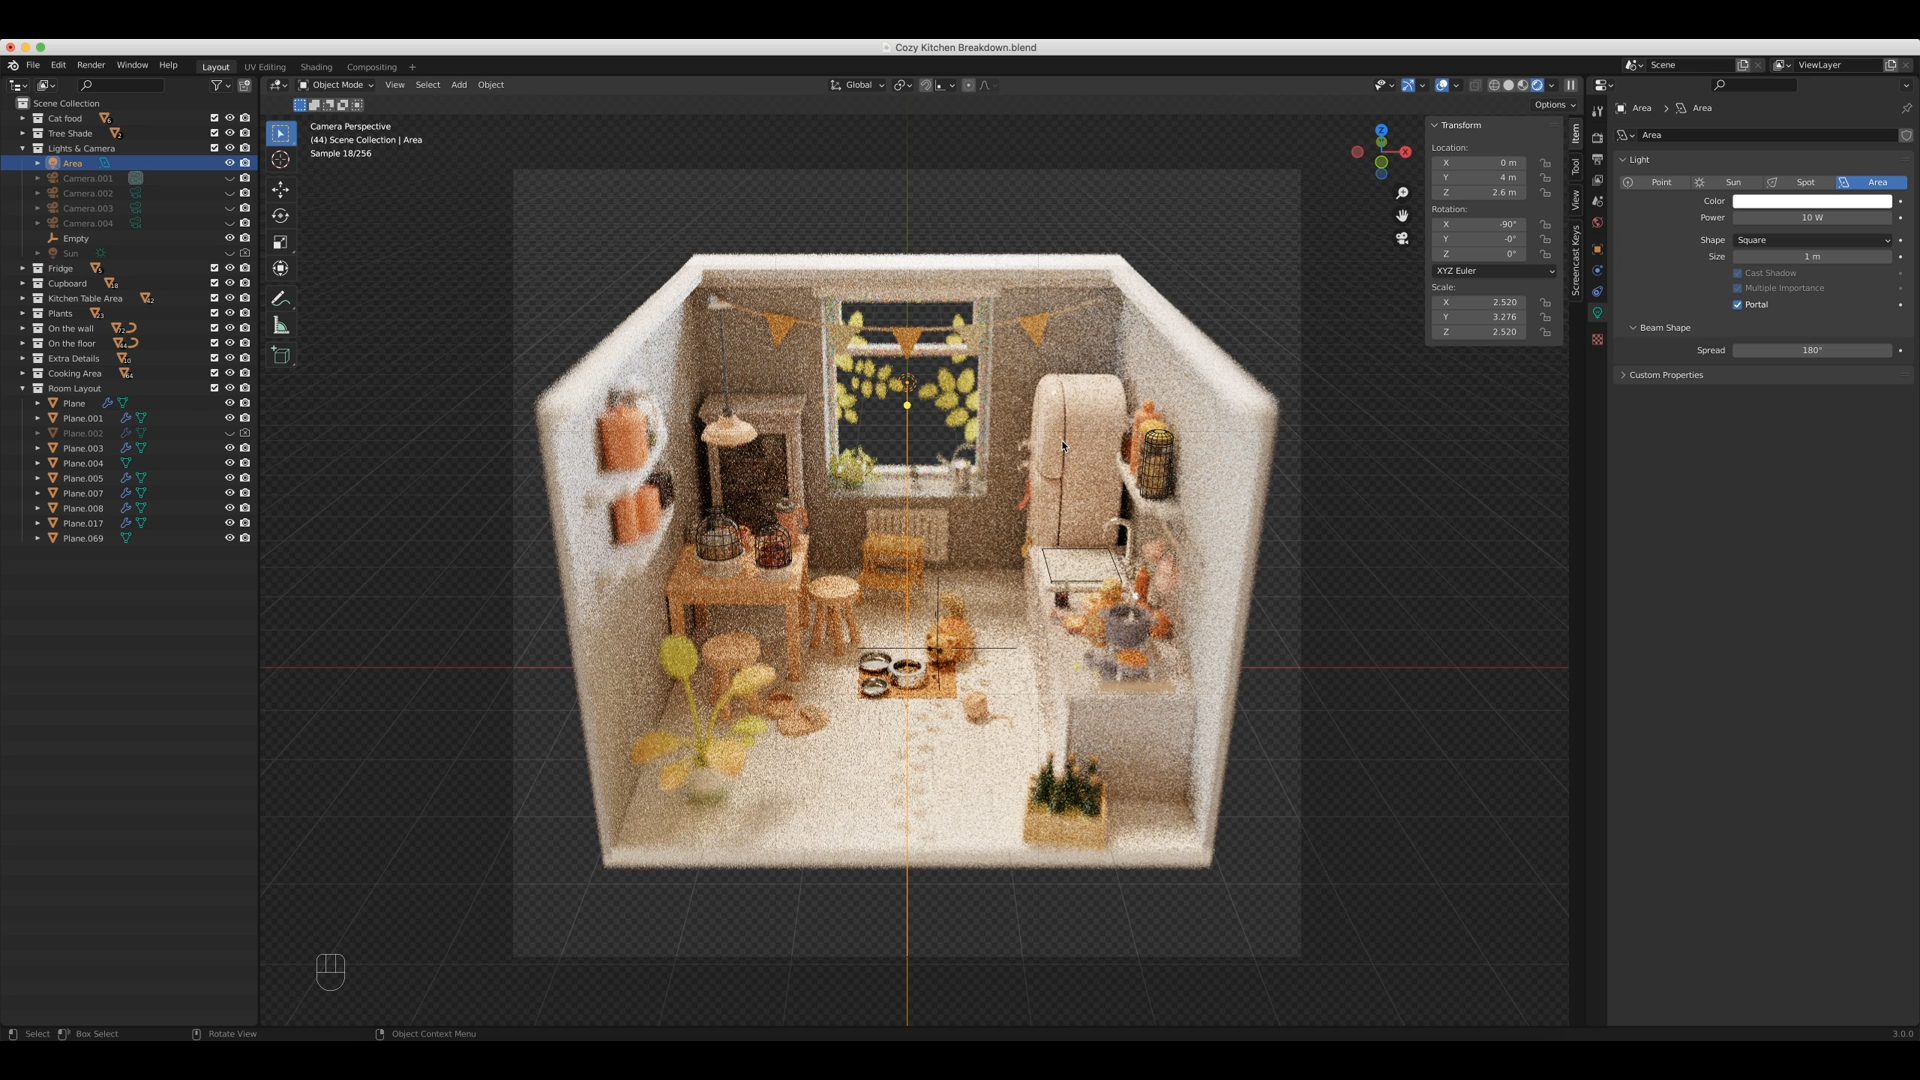 Cozy Kitchen Breakdown.blend
File Edit Render Window Help Layout UV Editing Shading Compositing + Scene ViewLayer
Object Mode View Select Add Object Global
Options
Scene Collection
Cat food
Tree Shade
Lights & Camera
Area
Camera.001
Camera.002
Camera.003
Camera.004
Empty
Sun
Fridge
Cupboard
Kitchen Table Area
Plants
On the wall
On the floor
Extra Details
Cooking Area
Room Layout
Plane
Plane.001
Plane.002
Plane.003
Plane.004
Plane.005
Plane.007
Plane.008
Plane.017
Plane.069
Camera Perspective
(44) Scene Collection | Area
Sample 18/256
Z
X
Transform
Location:
X 0 m
Y 4 m
Z 2.6 m
Rotation:
X -90°
Y -0°
Z 0°
XYZ Euler
Scale:
X 2.520
Y 3.276
Z 2.520
Item
Tool
View
Screencast Keys
Area > Area
Area
Light
Point Sun Spot Area
Color
Power 10 W
Shape Square
Size 1 m
Cast Shadow
Multiple Importance
Portal
Beam Shape
Spread 180°
Custom Properties
Select Box Select Rotate View Object Context Menu 3.0.0